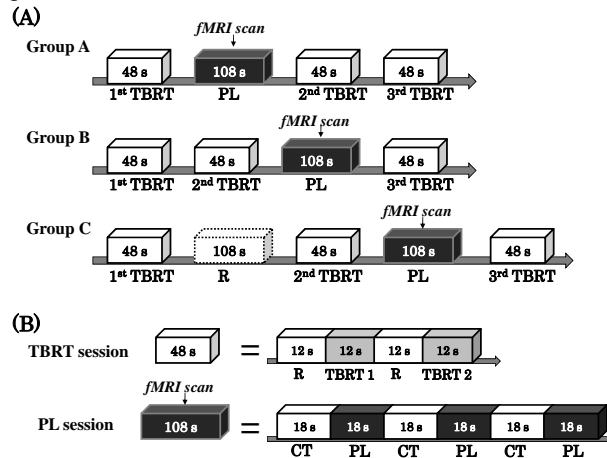 (A)
fMRI scan
Group A
48 s 108 s 48 s 48 s
1st TBRT PL 2nd TBRT 3rd TBRT
fMRI scan
Group B
48 s 48 s 108 s 48 s
1st TBRT 2nd TBRT PL 3rd TBRT
fMRI scan
Group C
48 s 108 s 48 s 108 s 48 s
1st TBRT R 2nd TBRT PL 3rd TBRT
(B)
TBRT session 48 s = 12 s 12 s 12 s 12 s
R TBRT 1 R TBRT 2
fMRI scan
PL session 108 s = 18 s 18 s 18 s 18 s 18 s 18 s
CT PL CT PL CT PL